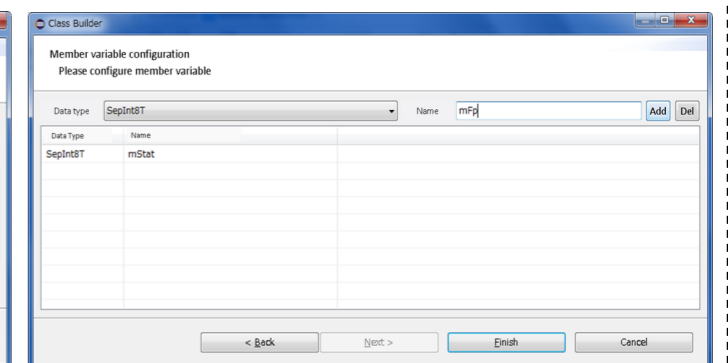 Class Builder
Member variable configuration
Please configure member variable
Data type SepInt8T Name mFp Add Del
Data Type Name
SepInt8T mStat
< Back Next > Finish Cancel